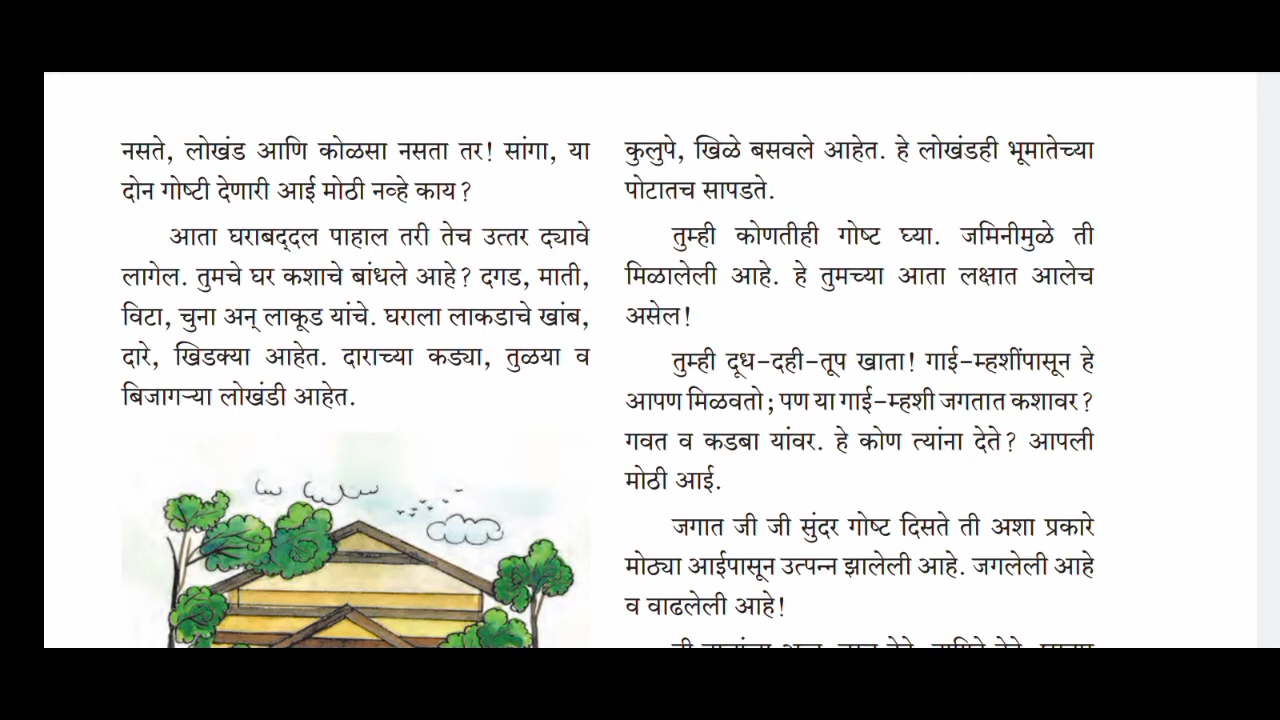 नसते, लोखंड आणि कोळसा नसता तर! सांगा, या
दोन गोष्टी देणारी आई मोठी नव्हे काय?
आता घराबद्दल पाहाल तरी तेच उत्तर द्यावे
लागेल. तुमचे घर कशाचे बांधले आहे? दगड, माती,
विटा, चुना अन् लाकूड यांचे. घराला लाकडाचे खांब,
दारे, खिडक्या आहेत. दाराच्या कड्या, तुळया व
बिजागऱ्या लोखंडी आहेत.
कुलुपे, खिळे बसवले आहेत. हे लोखंडही भूमातेच्या
पोटातच सापडते.
तुम्ही कोणतीही गोष्ट घ्या. जमिनीमुळे ती
मिळालेली आहे. हे तुमच्या आता लक्षात आलेच
असेल!
तुम्ही दूध-दही-तूप खाता! गाई-म्हशींपासून हे
आपण मिळवतो; पण या गाई-म्हशी जगतात कशावर?
गवत व कडबा यांवर. हे कोण त्यांना देते? आपली
मोठी आई.
जगात जी जी सुंदर गोष्ट दिसते ती अशा प्रकारे
मोठ्या आईपासून उत्पन्न झालेली आहे. जगलेली आहे
व वाढलेली आहे!